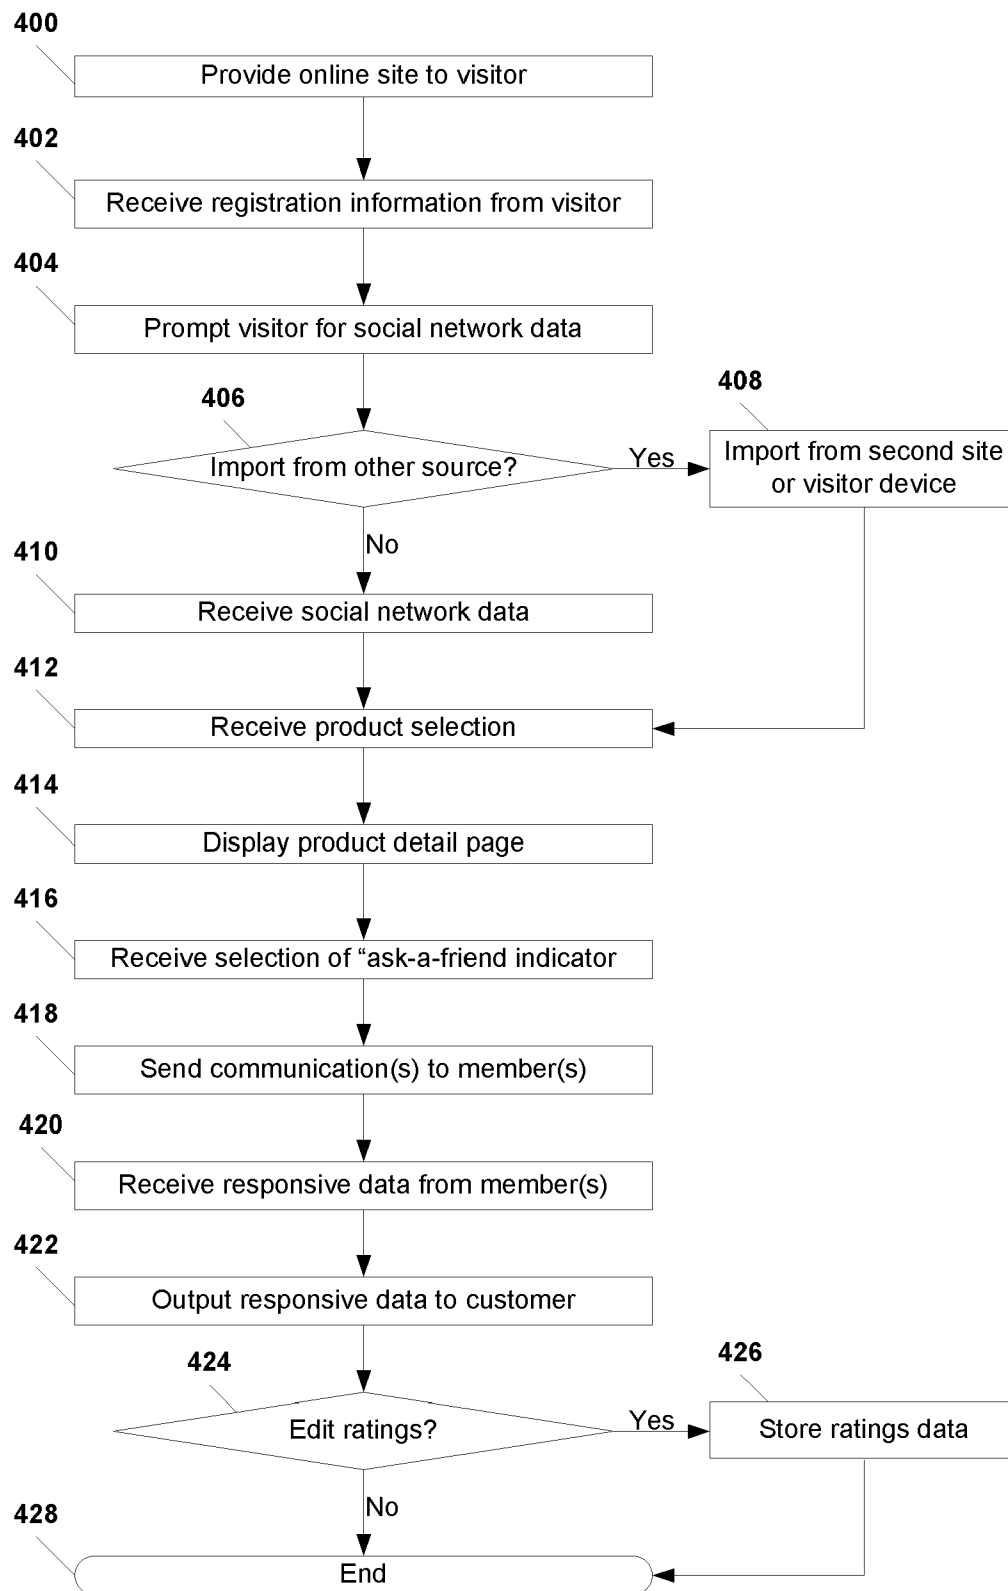 400
Provide online site to visitor
402
Receive registration information from visitor
404
Prompt visitor for social network data
406
Import from other source?
Yes
408
Import from second site
or visitor device
No
410
Receive social network data
412
Receive product selection
414
Display product detail page
416
Receive selection of “ask-a-friend indicator
418
Send communication(s) to member(s)
420
Receive responsive data from member(s)
422
Output responsive data to customer
424
Edit ratings?
Yes
426
Store ratings data
No
428
End